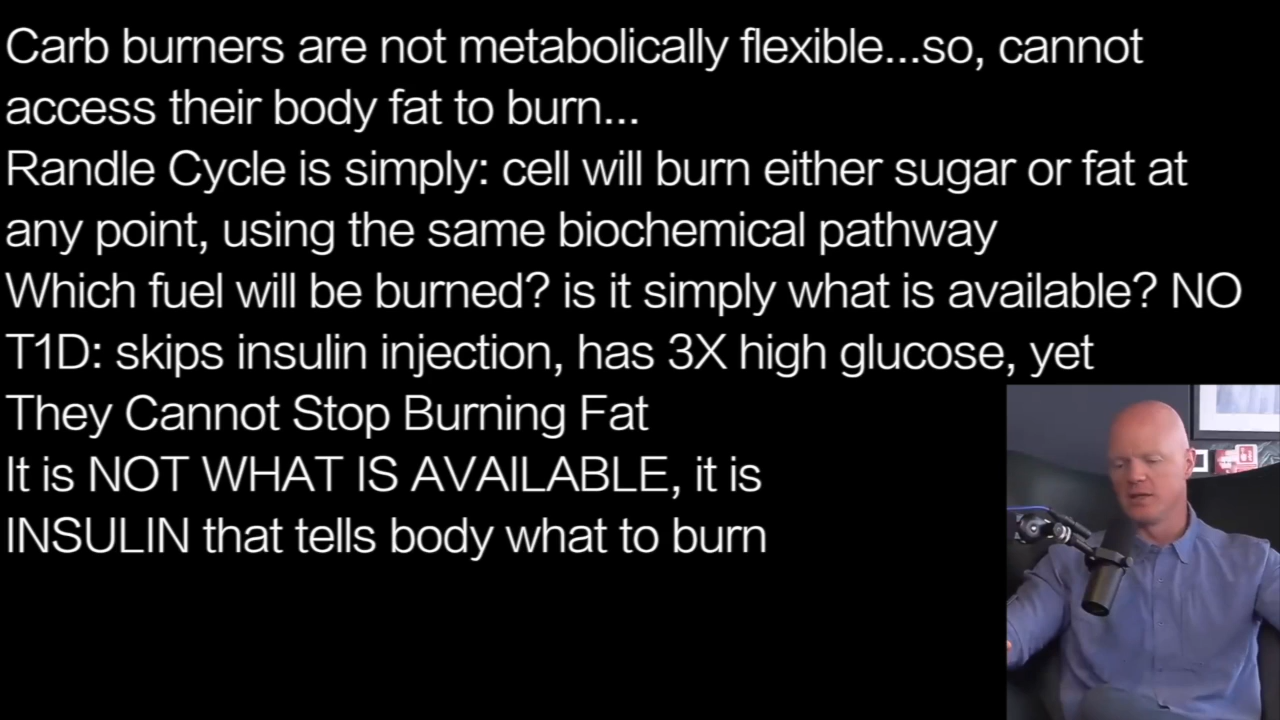 Carb burners are not metabolically flexible...so, cannot
access their body fat to burn...
Randle Cycle is simply: cell will burn either sugar or fat at
any point, using the same biochemical pathway
Which fuel will be burned? is it simply what is available? NO
T1D: skips insulin injection, has 3X high glucose, yet
They Cannot Stop Burning Fat
It is NOT WHAT IS AVAILABLE, it is
INSULIN that tells body what to burn